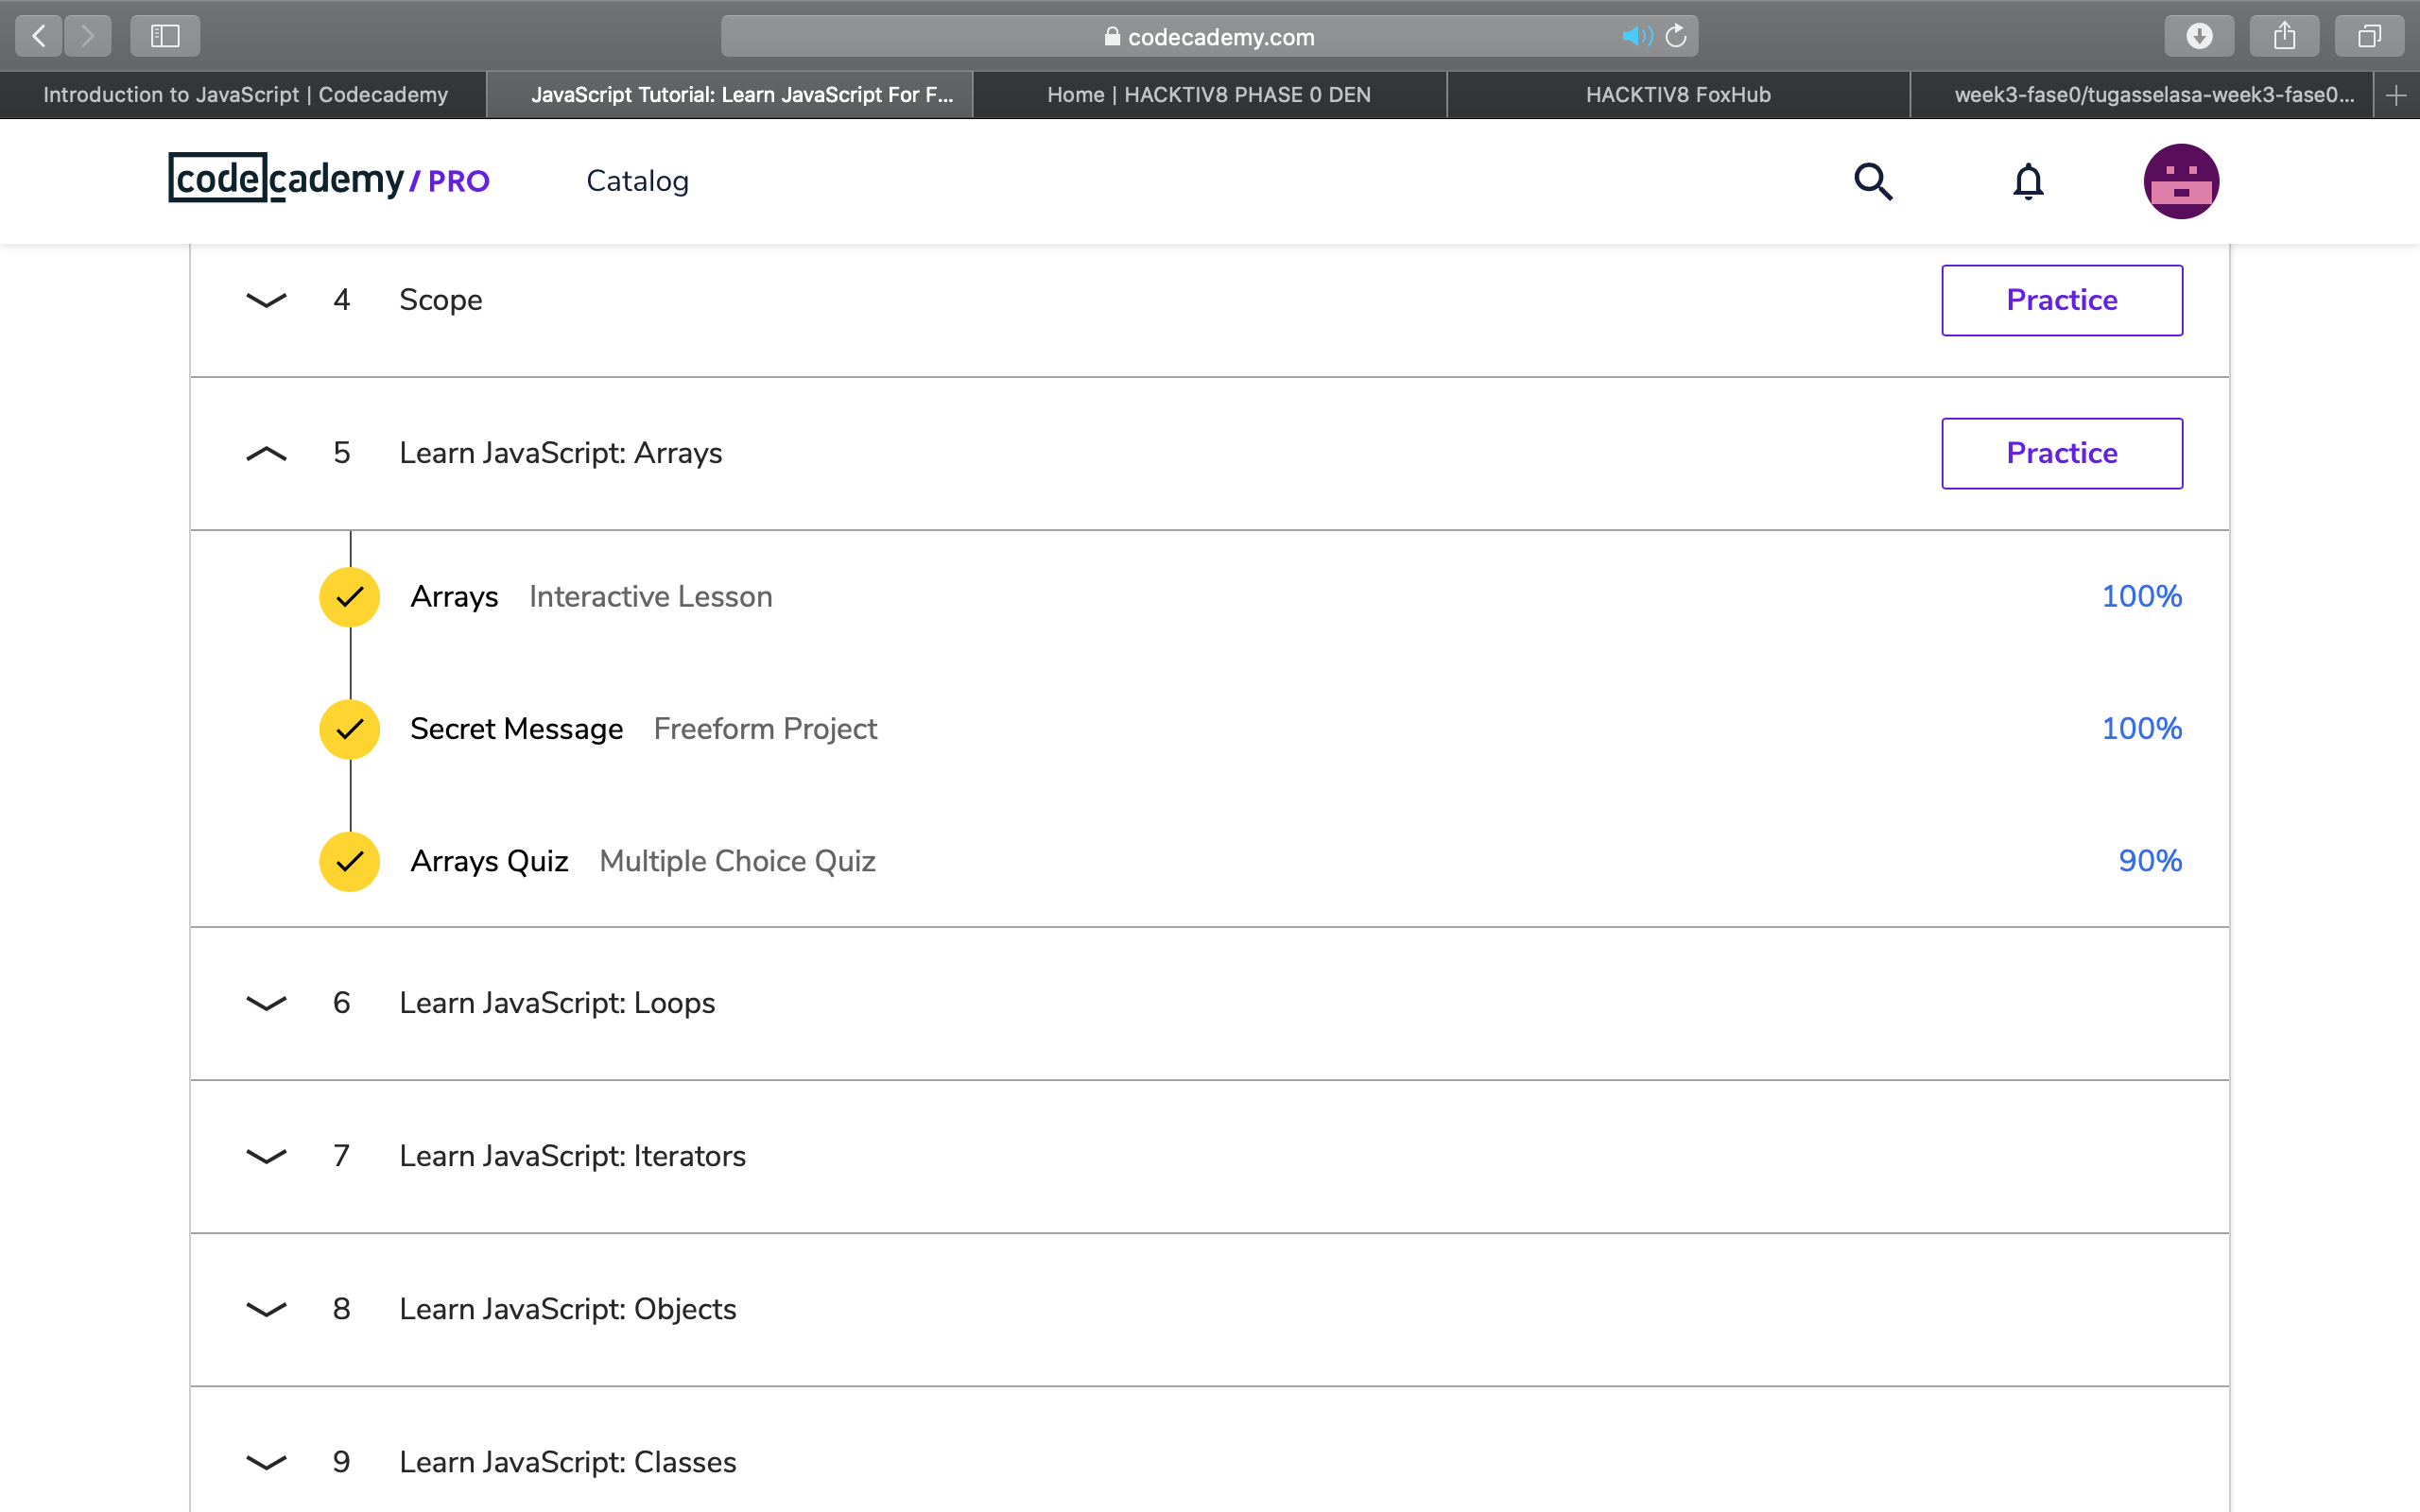 codecademy.com
Introduction to JavaScript | Codecademy
JavaScript Tutorial: Learn JavaScript For F...
Home | HACKTIV8 PHASE 0 DEN
HACKTIV8 FoxHub
week3-fase0/tugasselasa-week3-fase0...
codecademy / PRO
Catalog
4 Scope Practice
5 Learn JavaScript: Arrays Practice
Arrays Interactive Lesson 100%
Secret Message Freeform Project 100%
Arrays Quiz Multiple Choice Quiz 90%
6 Learn JavaScript: Loops
7 Learn JavaScript: Iterators
8 Learn JavaScript: Objects
9 Learn JavaScript: Classes